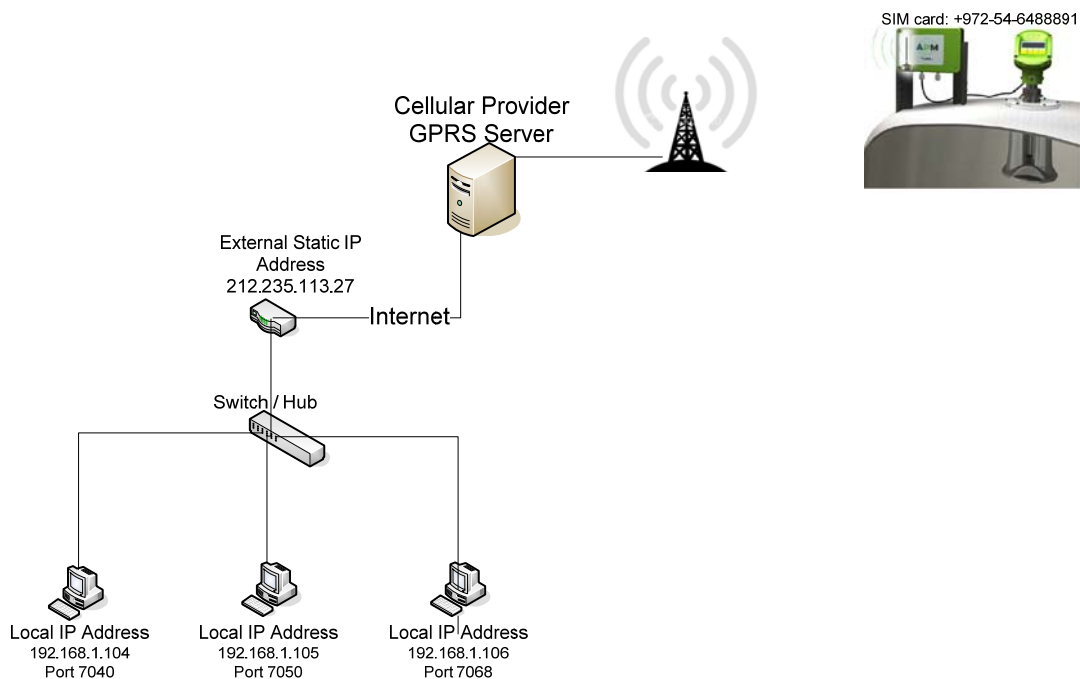 SIM card: +972-54-6488891
APM
Cellular Provider
GPRS Server
External Static IP
Address
212.235.113.27
Internet
Switch / Hub
Local IP Address
192.168.1.104
Port 7040
Local IP Address
192.168.1.105
Port 7050
Local IP Address
192.168.1.106
Port 7068